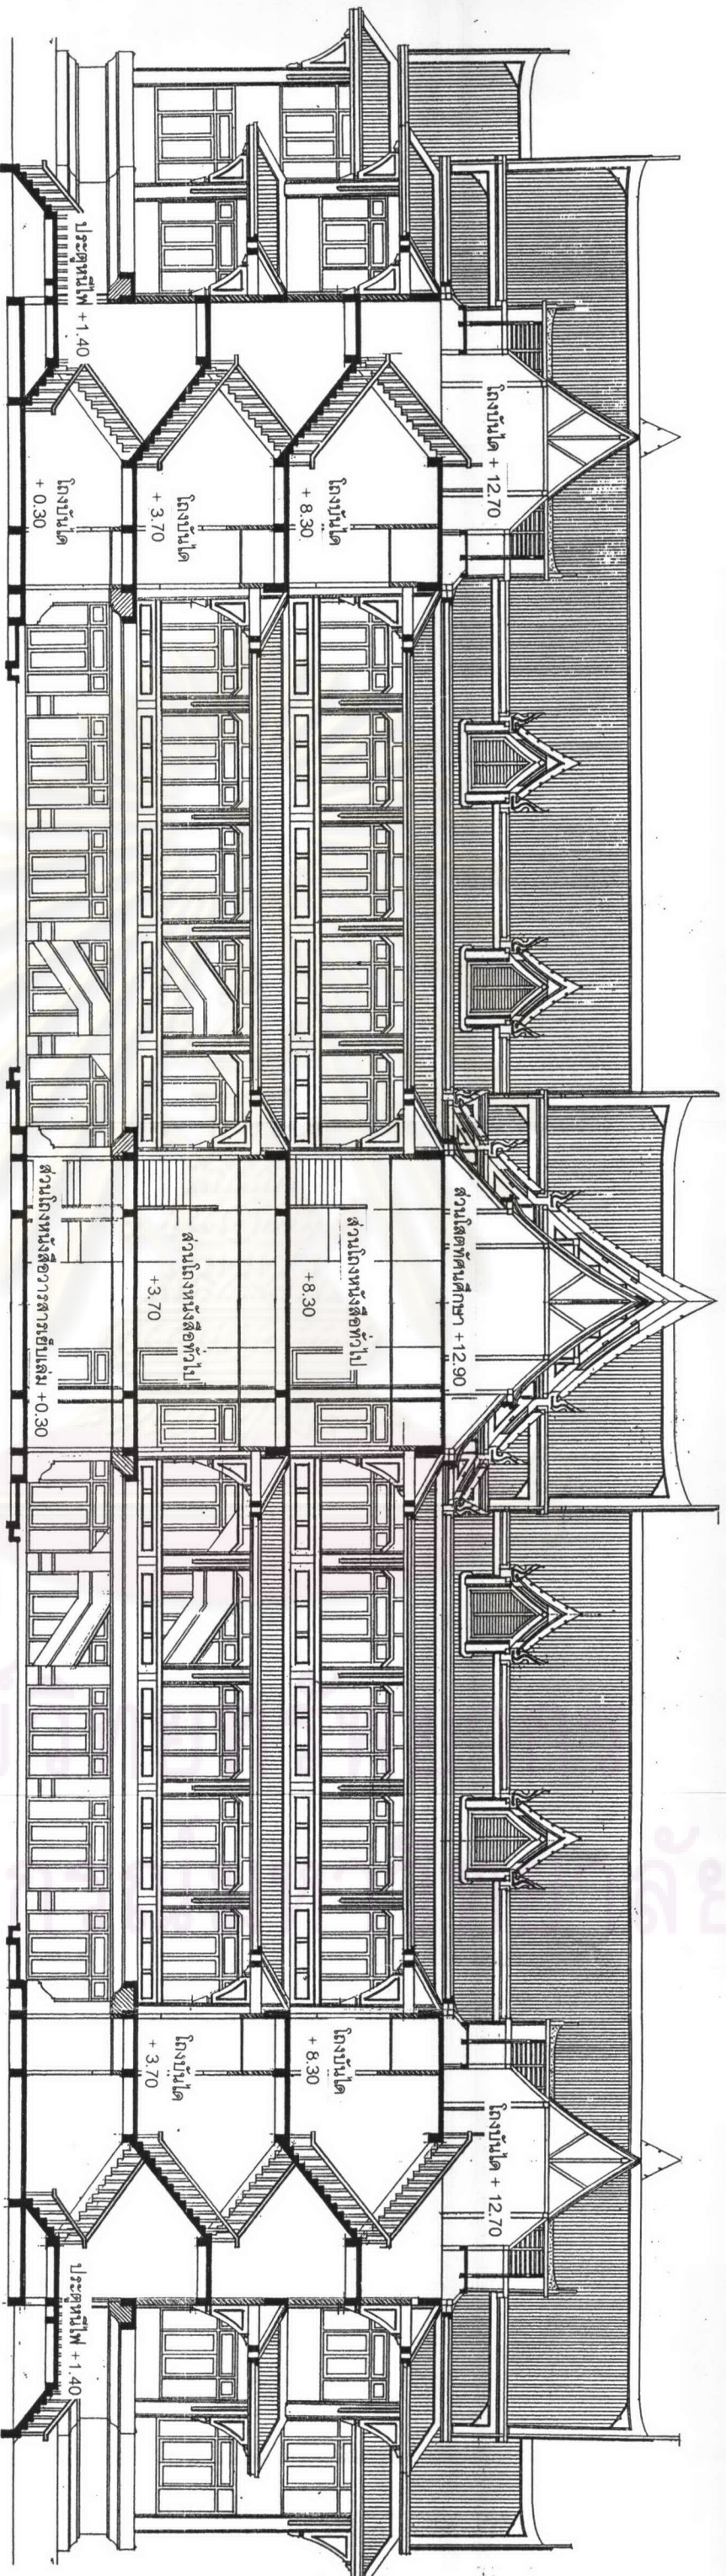 ประตูหนีไฟ +1.40
โถงบันได
+ 0.30
โถงบันได
+ 3.70
โถงบันได
+ 8.30
โถงบันได + 12.70
ส่วนโถงหนังสือวารสารเย็บเล่ม +0.30
ส่วนโถงหนังสือทั่วไป
+3.70
ส่วนโถงหนังสือทั่วไป
+8.30
ส่วนโสตทัศนศึกษา +12.90
โถงบันได
+ 3.70
โถงบันได
+ 8.30
โถงบันได + 12.70
ประตูหนีไฟ +1.40